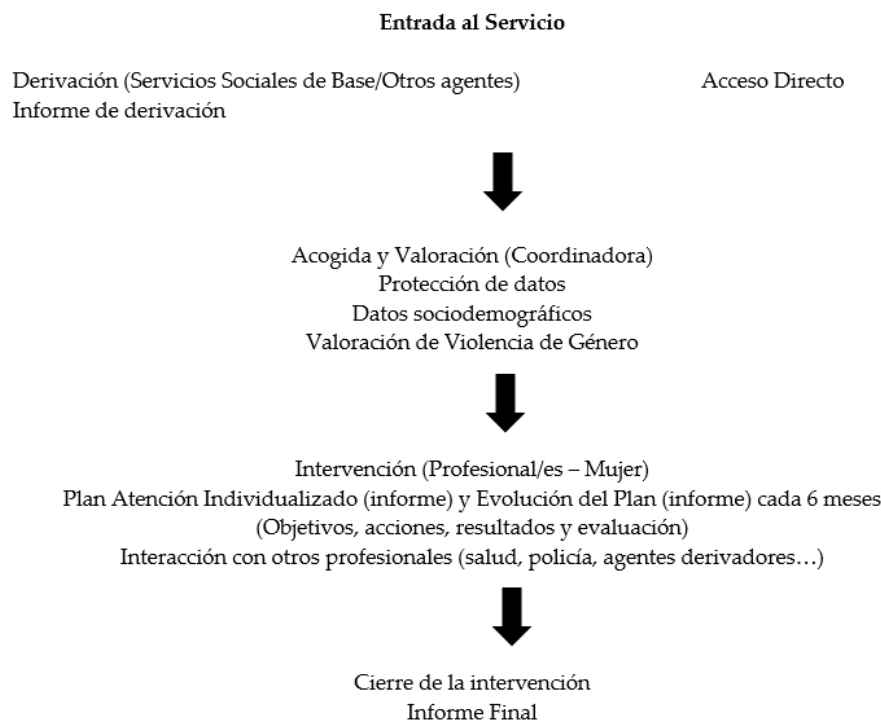 Entrada al Servicio
Derivación (Servicios Sociales de Base/Otros agentes)
Informe de derivación
Acceso Directo
Acogida y Valoración (Coordinadora)
Protección de datos
Datos sociodemográficos
Valoración de Violencia de Género
Intervención (Profesional/es – Mujer)
Plan Atención Individualizado (informe) y Evolución del Plan (informe) cada 6 meses
(Objetivos, acciones, resultados y evaluación)
Interacción con otros profesionales (salud, policía, agentes derivadores…)
Cierre de la intervención
Informe Final